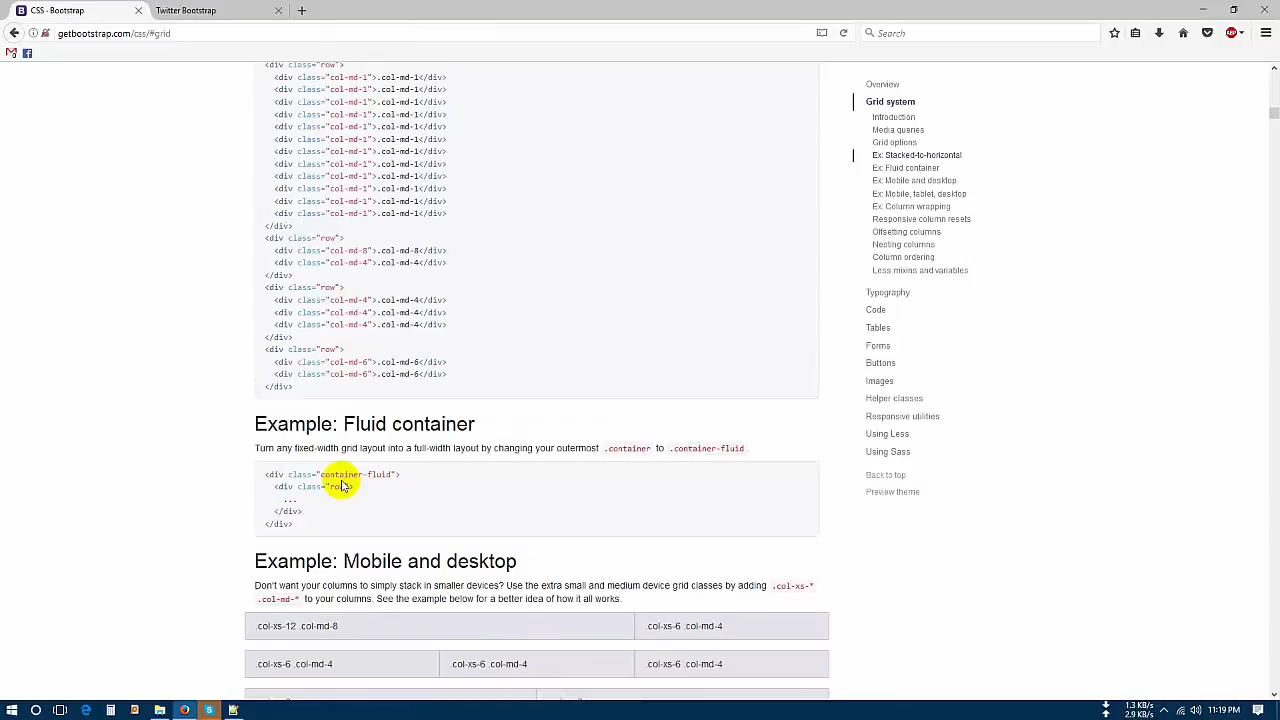 CSS · Bootstrap
Twitter Bootstrap
getbootstrap.com/css/#grid
Search
<div class="row">
<div class="col-md-1">.col-md-1</div>
<div class="col-md-1">.col-md-1</div>
<div class="col-md-1">.col-md-1</div>
<div class="col-md-1">.col-md-1</div>
<div class="col-md-1">.col-md-1</div>
<div class="col-md-1">.col-md-1</div>
<div class="col-md-1">.col-md-1</div>
<div class="col-md-1">.col-md-1</div>
<div class="col-md-1">.col-md-1</div>
<div class="col-md-1">.col-md-1</div>
<div class="col-md-1">.col-md-1</div>
<div class="col-md-1">.col-md-1</div>
</div>
<div class="row">
<div class="col-md-8">.col-md-8</div>
<div class="col-md-4">.col-md-4</div>
</div>
<div class="row">
<div class="col-md-4">.col-md-4</div>
<div class="col-md-4">.col-md-4</div>
<div class="col-md-4">.col-md-4</div>
</div>
<div class="row">
<div class="col-md-6">.col-md-6</div>
<div class="col-md-6">.col-md-6</div>
</div>
Example: Fluid container
Turn any fixed-width grid layout into a full-width layout by changing your outermost .container to .container-fluid.
<div class="container-fluid">
<div class="row">
...
</div>
</div>
Example: Mobile and desktop
Don't want your columns to simply stack in smaller devices? Use the extra small and medium device grid classes by adding .col-xs-*
.col-md-* to your columns. See the example below for a better idea of how it all works.
.col-xs-12 .col-md-8
.col-xs-6 .col-md-4
.col-xs-6 .col-md-4
.col-xs-6 .col-md-4
.col-xs-6 .col-md-4
Overview
Grid system
Introduction
Media queries
Grid options
Ex: Stacked-to-horizontal
Ex: Fluid container
Ex: Mobile and desktop
Ex: Mobile, tablet, desktop
Ex: Column wrapping
Responsive column resets
Offsetting columns
Nesting columns
Column ordering
Less mixins and variables
Typography
Code
Tables
Forms
Buttons
Images
Helper classes
Responsive utilities
Using Less
Using Sass
Back to top
Preview theme
1.3 KB/s
2.9 KB/s
11:19 PM